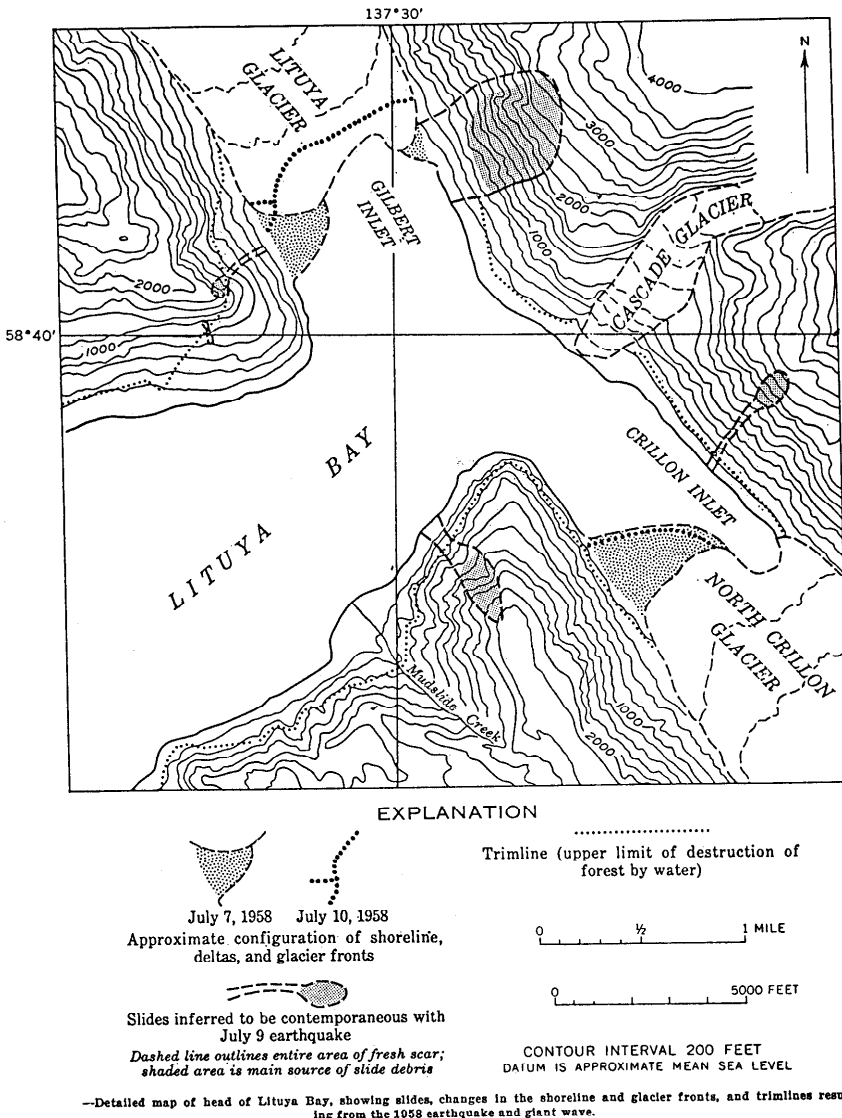 137°30'
N
LITUYA
GLACIER
4000
3000
2000
1000
GILBERT
INLET
CASCADE GLACIER
2000
58°40'
1000
LITUYA BAY
CRILLON INLET
NORTH CRILLON
GLACIER
Mudslide Creek
1000
2000
EXPLANATION
July 7, 1958 July 10, 1958
Approximate configuration of shoreline,
deltas, and glacier fronts
Slides inferred to be contemporaneous with
July 9 earthquake
Dashed line outlines entire area of fresh scar;
shaded area is main source of slide debris
Trimline (upper limit of destruction of
forest by water)
0 ½ 1 MILE
0 5000 FEET
CONTOUR INTERVAL 200 FEET
DATUM IS APPROXIMATE MEAN SEA LEVEL
—Detailed map of head of Lituya Bay, showing slides, changes in the shoreline and glacier fronts, and trimlines resu
ing from the 1958 earthquake and giant wave.